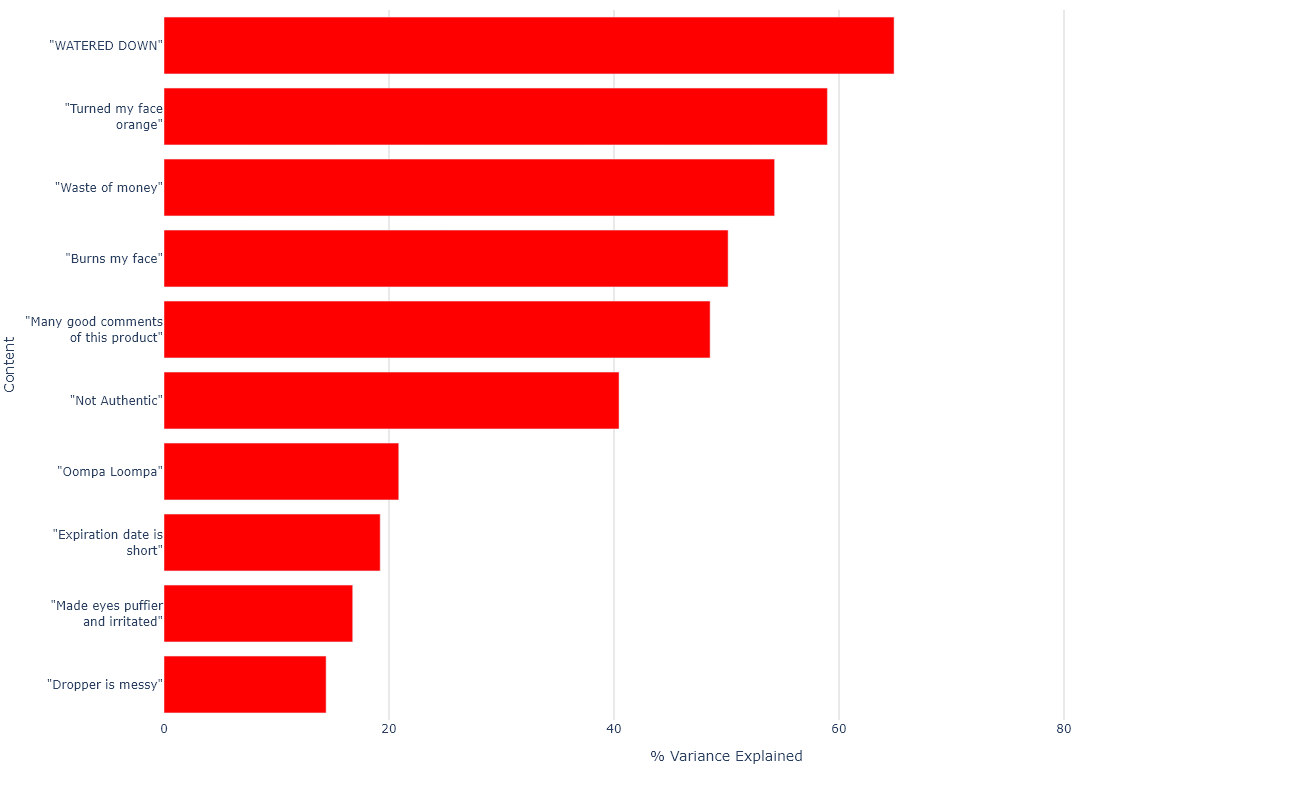 "WATERED DOWN"
"Turned my face
orange"
"Waste of money"
"Burns my face"
"Many good comments
of this product"
Content
"Not Authentic"
"Oompa Loompa"
"Expiration date is
short"
"Made eyes puffier
and irritated"
"Dropper is messy"
0 20 40 60 80
% Variance Explained